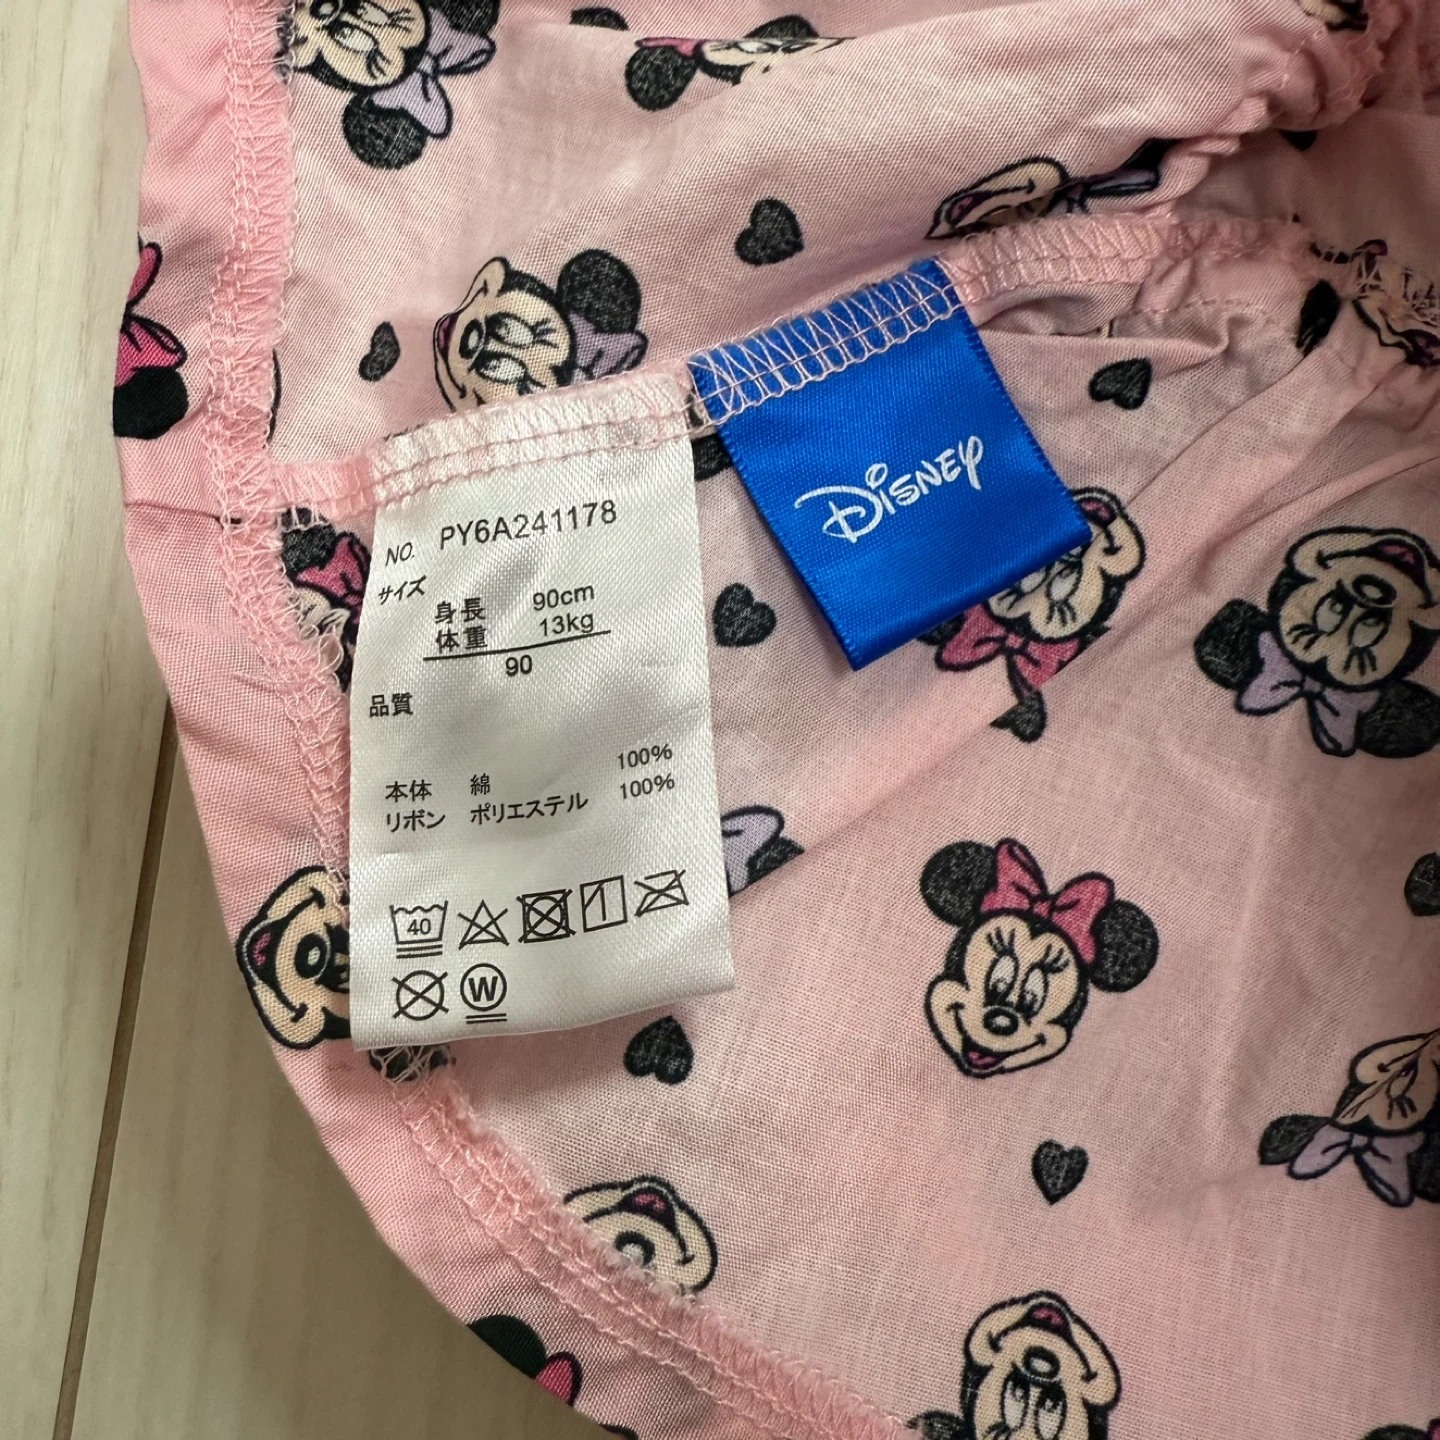 Disney
NO. PY6A241178
サイズ
身長 90cm
体重 13kg
90
品質
本体 綿 100%
リボン ポリエステル 100%
40
W